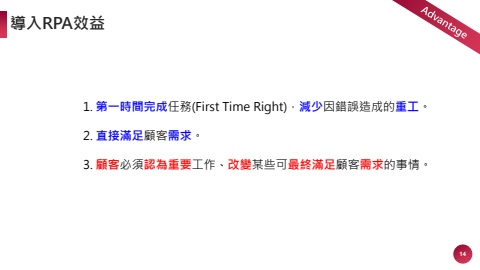 導入RPA效益
Advantage
1. 第一時間完成任務(First Time Right)，減少因錯誤造成的重工。
2. 直接滿足顧客需求。
3. 顧客必須認為重要工作、改變某些可最終滿足顧客需求的事情。
14